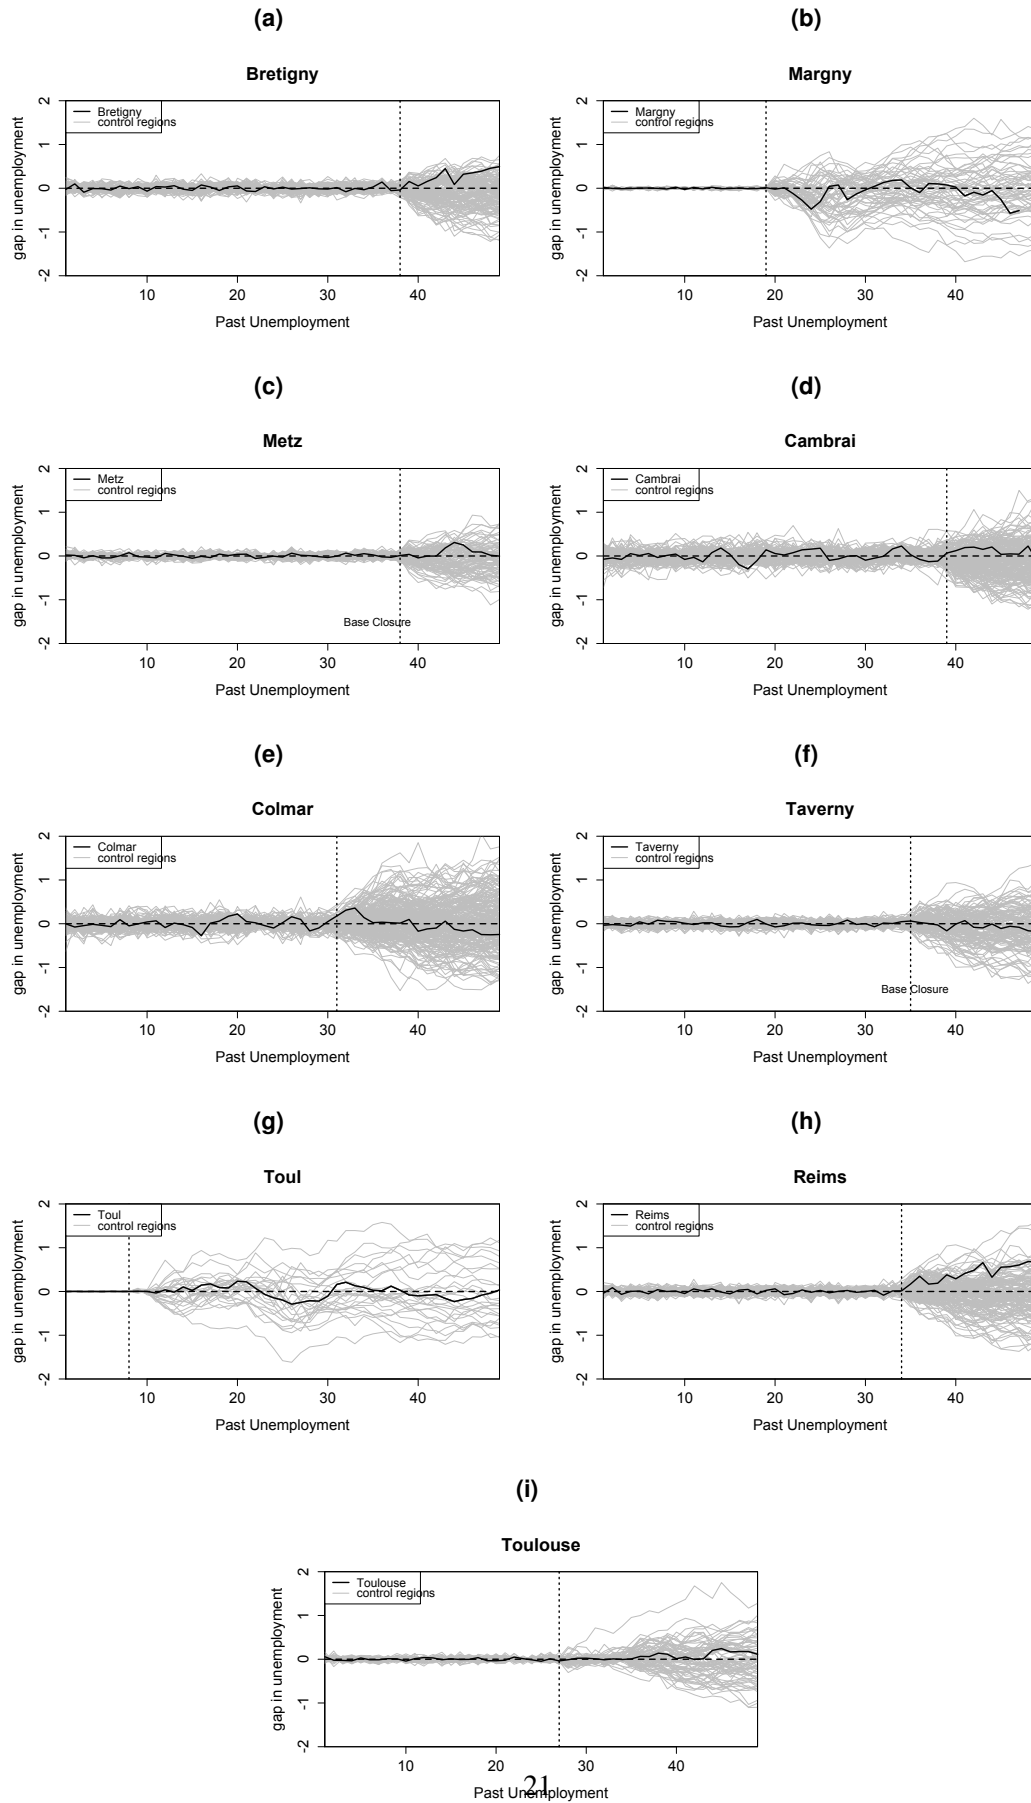 (a)
Bretigny
Bretigny
control regions
gap in unemployment
2
1
0
-1
-2
10 20 30 40
Past Unemployment
(b)
Margny
Margny
control regions
gap in unemployment
2
1
0
-1
-2
10 20 30 40
Past Unemployment
(c)
Metz
Metz
control regions
gap in unemployment
2
1
0
-1
-2
Base Closure
10 20 30 40
Past Unemployment
(d)
Cambrai
Cambrai
control regions
gap in unemployment
2
1
0
-1
-2
10 20 30 40
Past Unemployment
(e)
Colmar
Colmar
control regions
gap in unemployment
2
1
0
-1
-2
10 20 30 40
Past Unemployment
(f)
Taverny
Taverny
control regions
gap in unemployment
2
1
0
-1
-2
Base Closure
10 20 30 40
Past Unemployment
(g)
Toul
Toul
control regions
gap in unemployment
2
1
0
-1
-2
10 20 30 40
Past Unemployment
(h)
Reims
Reims
control regions
gap in unemployment
2
1
0
-1
-2
10 20 30 40
Past Unemployment
(i)
Toulouse
Toulouse
control regions
gap in unemployment
2
1
0
-1
-2
10 20 30 40
Past Unemployment
21